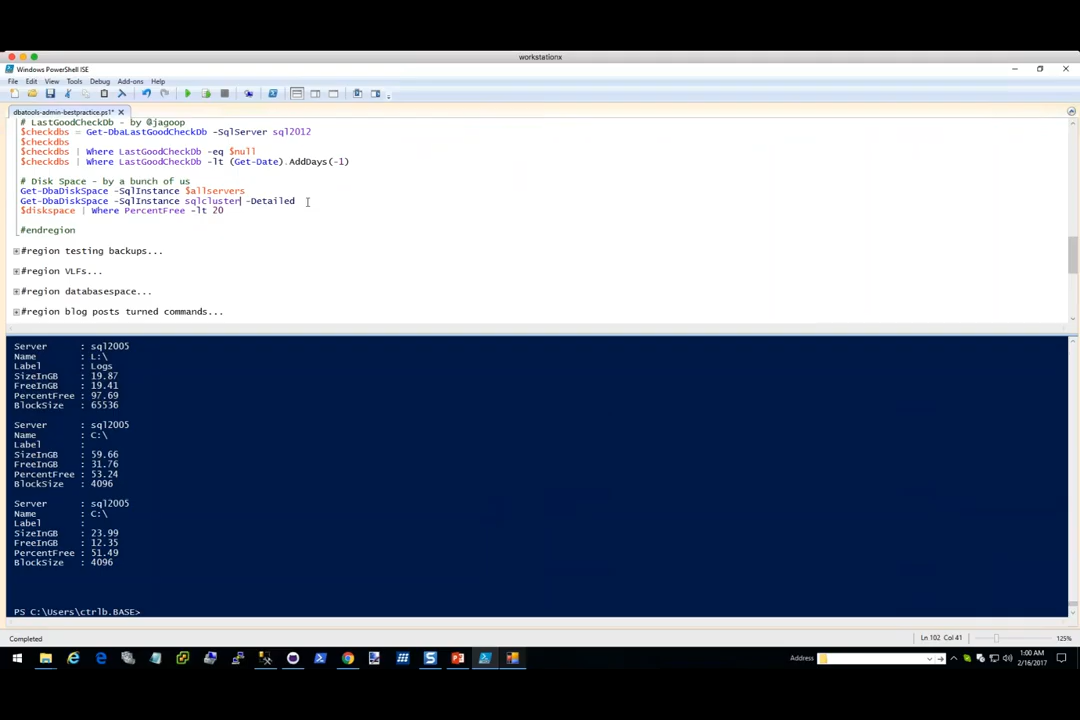 workstationx
Windows PowerShell ISE
File Edit View Tools Debug Add-ons Help
dbatools-admin-bestpractice.ps1*
# LastGoodCheckDb - by @jagoop
$checkdbs = Get-DbaLastGoodCheckDb -SqlServer sql2012
$checkdbs
$checkdbs | Where LastGoodCheckDb -eq $null
$checkdbs | Where LastGoodCheckDb -lt (Get-Date).AddDays(-1)
# Disk Space - by a bunch of us
Get-DbaDiskSpace -SqlInstance $allservers
Get-DbaDiskSpace -SqlInstance sqlcluster -Detailed
$diskspace | Where PercentFree -lt 20
#endregion
#region testing backups...
#region VLFs...
#region databasespace...
#region blog posts turned commands...
Server : sql2005
Name : L:\
Label : Logs
SizeInGB : 19.87
FreeInGB : 19.41
PercentFree : 97.69
BlockSize : 65536
Server : sql2005
Name : C:\
Label :
SizeInGB : 59.66
FreeInGB : 31.76
PercentFree : 53.24
BlockSize : 4096
Server : sql2005
Name : C:\
Label :
SizeInGB : 23.99
FreeInGB : 12.35
PercentFree : 51.49
BlockSize : 4096
PS C:\Users\ctrlb.BASE>
Completed
Ln 102 Col 41
125%
Address
1:00 AM
2/16/2017